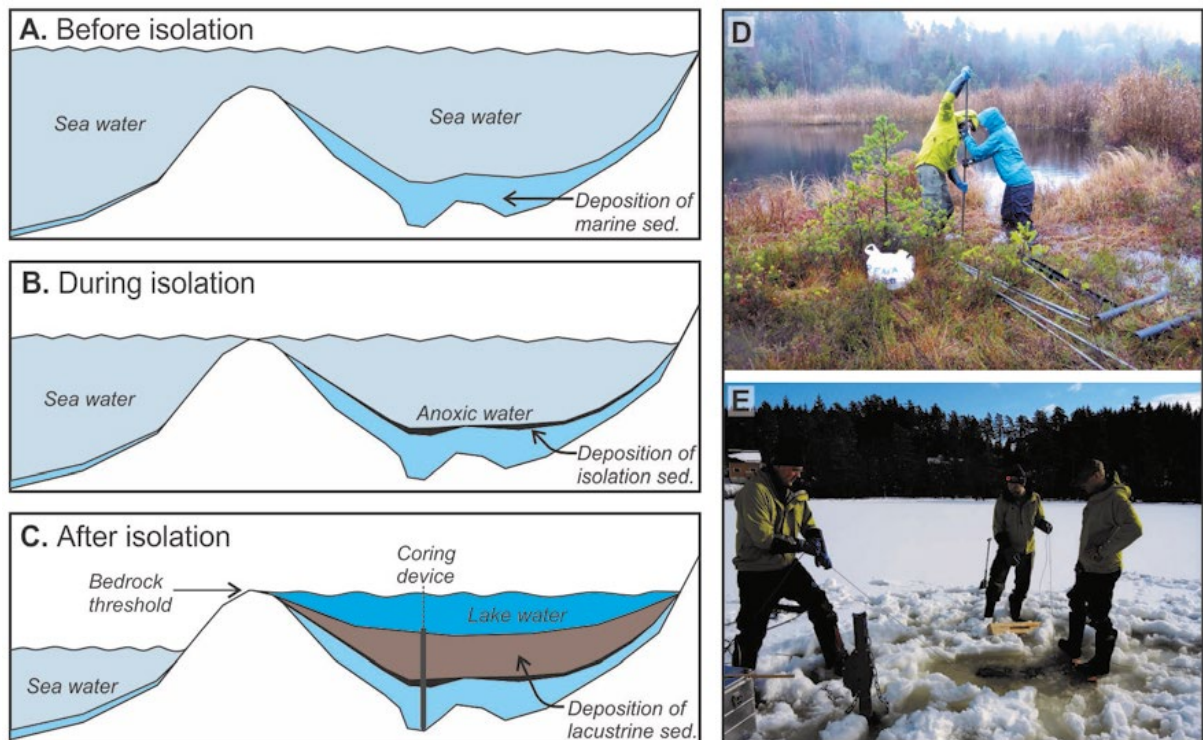 A. Before isolation
Sea water
Sea water
Deposition of
marine sed.
B. During isolation
Sea water
Anoxic water
Deposition of
isolation sed.
C. After isolation
Bedrock
threshold
Coring
device
Lake water
Sea water
Deposition of
lacustrine sed.
D
E